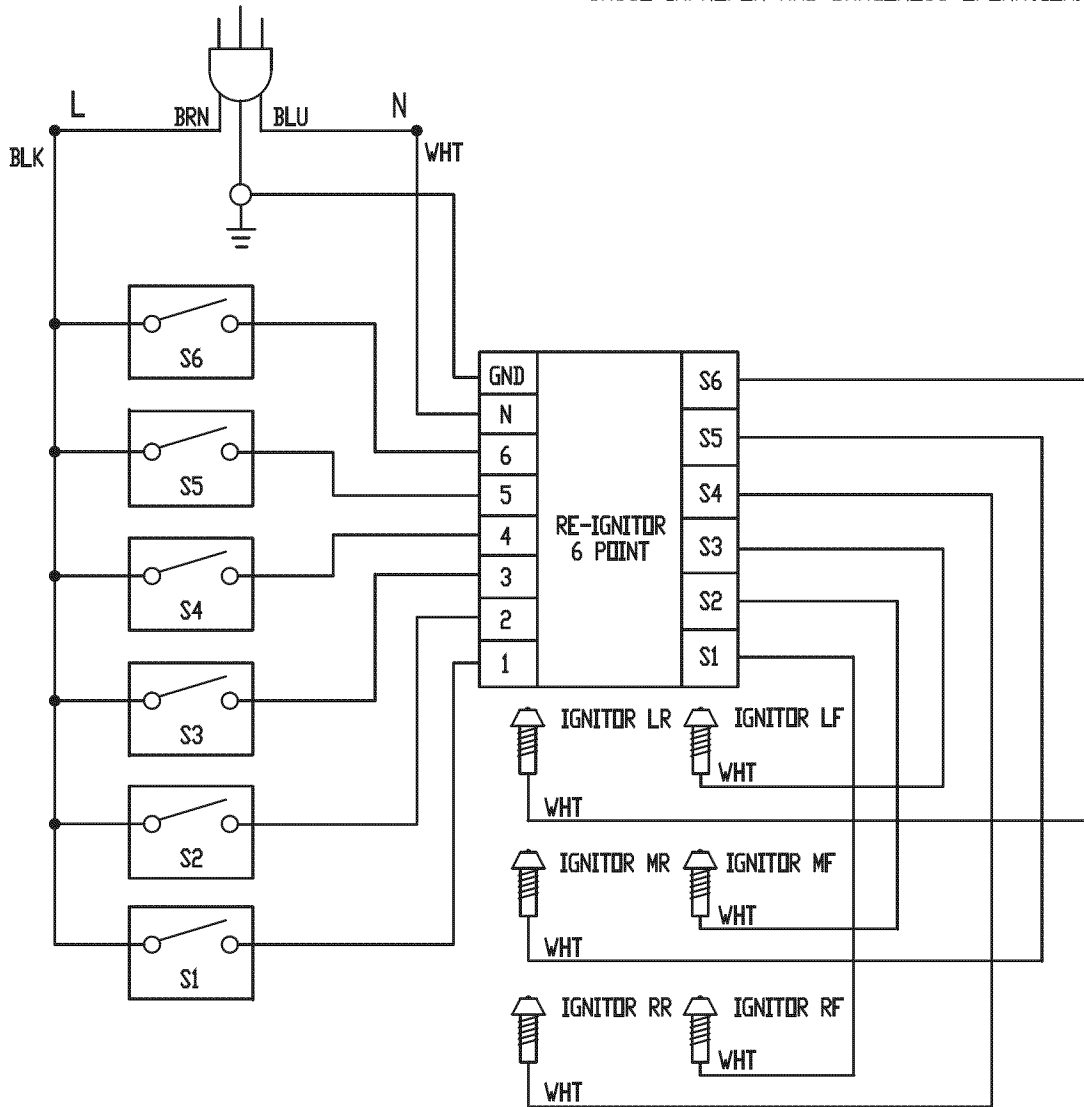 L
BRN
BLU
N
BLK
WHT
S6
S5
S4
S3
S2
S1
GND
N
6
5
4
3
2
1
RE-IGNITOR
6 POINT
S6
S5
S4
S3
S2
S1
IGNITOR LR
IGNITOR LF
WHT
WHT
IGNITOR MR
IGNITOR MF
WHT
WHT
IGNITOR RR
IGNITOR RF
WHT
WHT